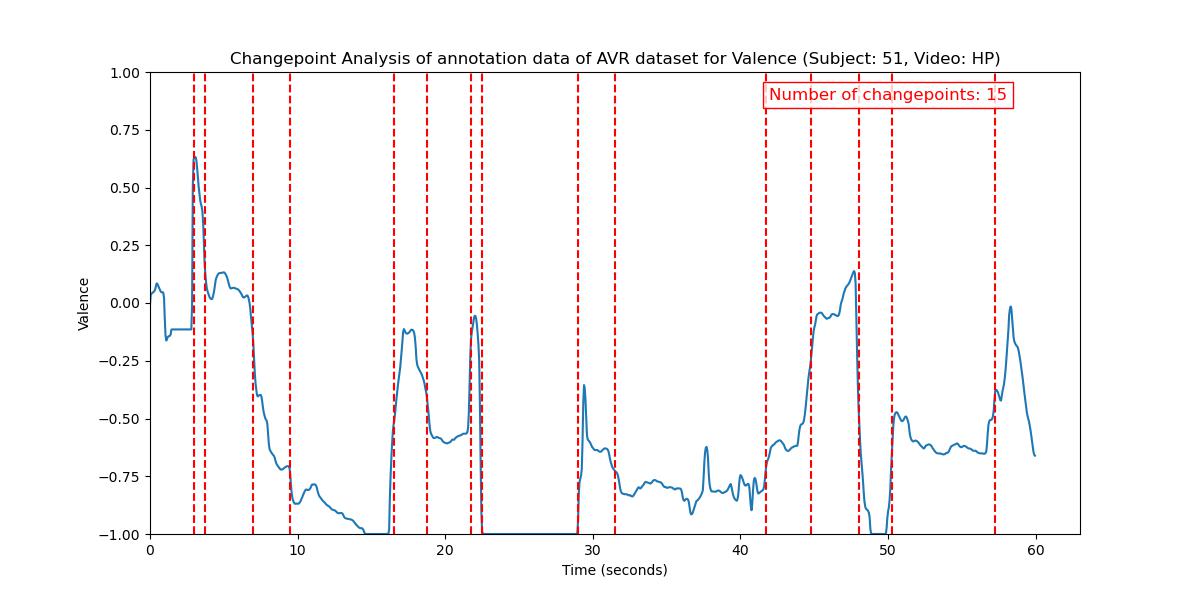 Changepoint Analysis of annotation data of AVR dataset for Valence (Subject: 51, Video: HP)
1.00
Number of changepoints: 15
0.75
0.50
0.25
0.00
Valence
−0.25
−0.50
−0.75
−1.00
0 10 20 30 40 50 60
Time (seconds)